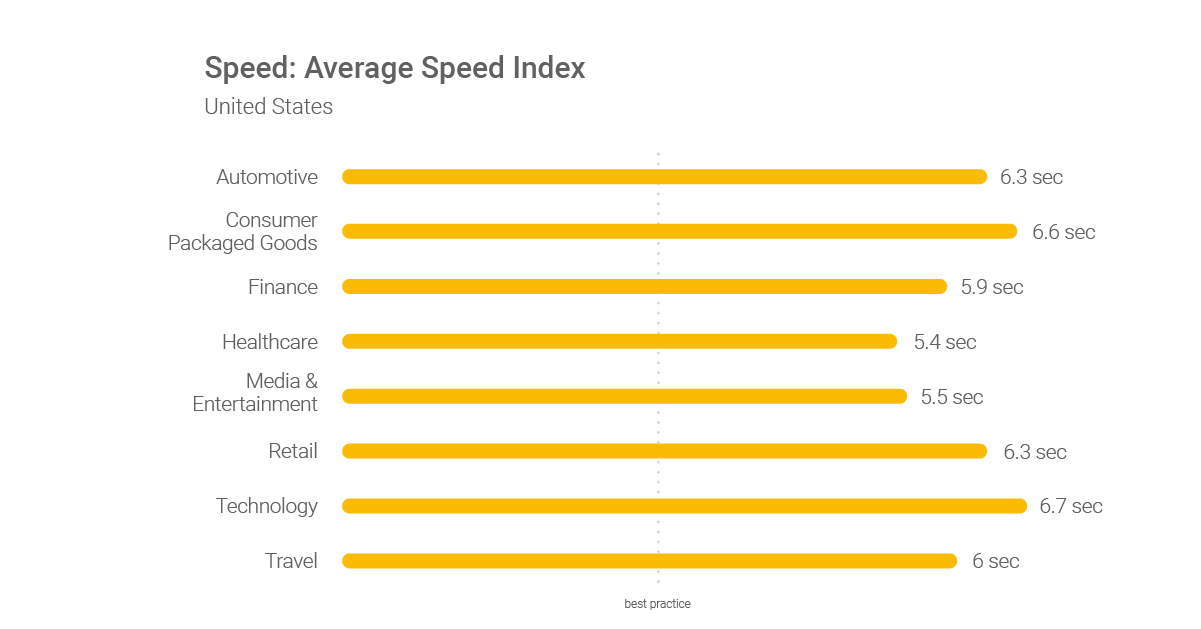 Speed: Average Speed Index
United States
Automotive
6.3 sec
Consumer
Packaged Goods
6.6 sec
Finance
5.9 sec
Healthcare
5.4 sec
Media &
Entertainment
5.5 sec
Retail
6.3 sec
Technology
6.7 sec
Travel
6 sec
best practice